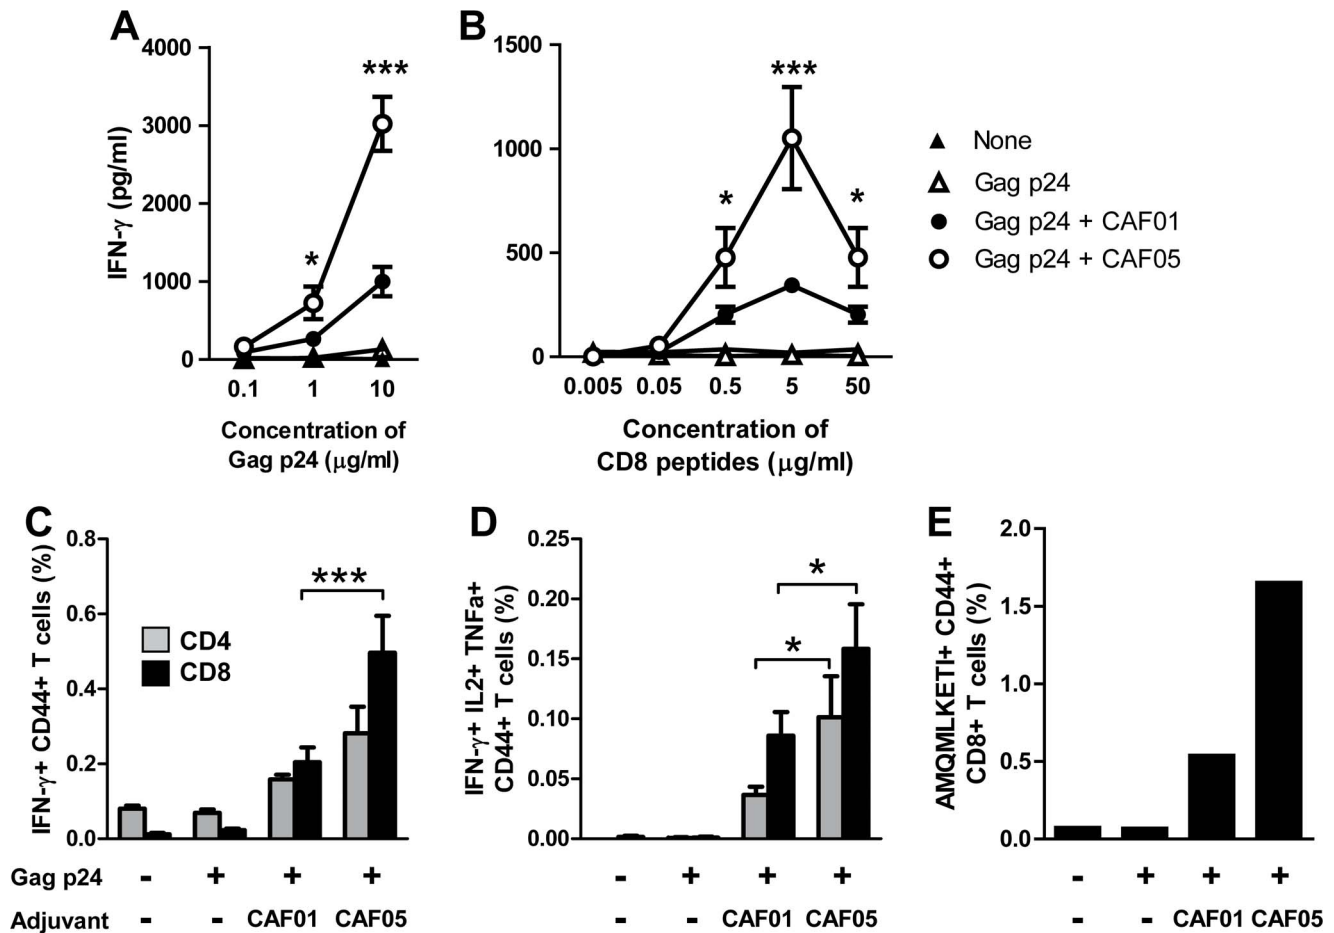 A
IFN-γ (pg/ml)
4000
3000
2000
1000
0
*
***
0.1 1 10
Concentration of
Gag p24 (μg/ml)
B
1500
1000
500
0
*
***
*
0.005 0.05 0.5 5 50
Concentration of
CD8 peptides (μg/ml)
None
Gag p24
Gag p24 + CAF01
Gag p24 + CAF05
C
IFN-γ+ CD44+ T cells (%)
0.8
0.6
0.4
0.2
0.0
***
CD4
CD8
Gag p24 - + + +
Adjuvant - - CAF01 CAF05
D
IFN-γ+ IL2+ TNFa+
CD44+ T cells (%)
0.25
0.20
0.15
0.10
0.05
0.00
*
*
- + + +
- - CAF01 CAF05
E
AMQMLKETI+ CD44+
CD8+ T cells (%)
2.0
1.5
1.0
0.5
0.0
- + + +
- - CAF01 CAF05